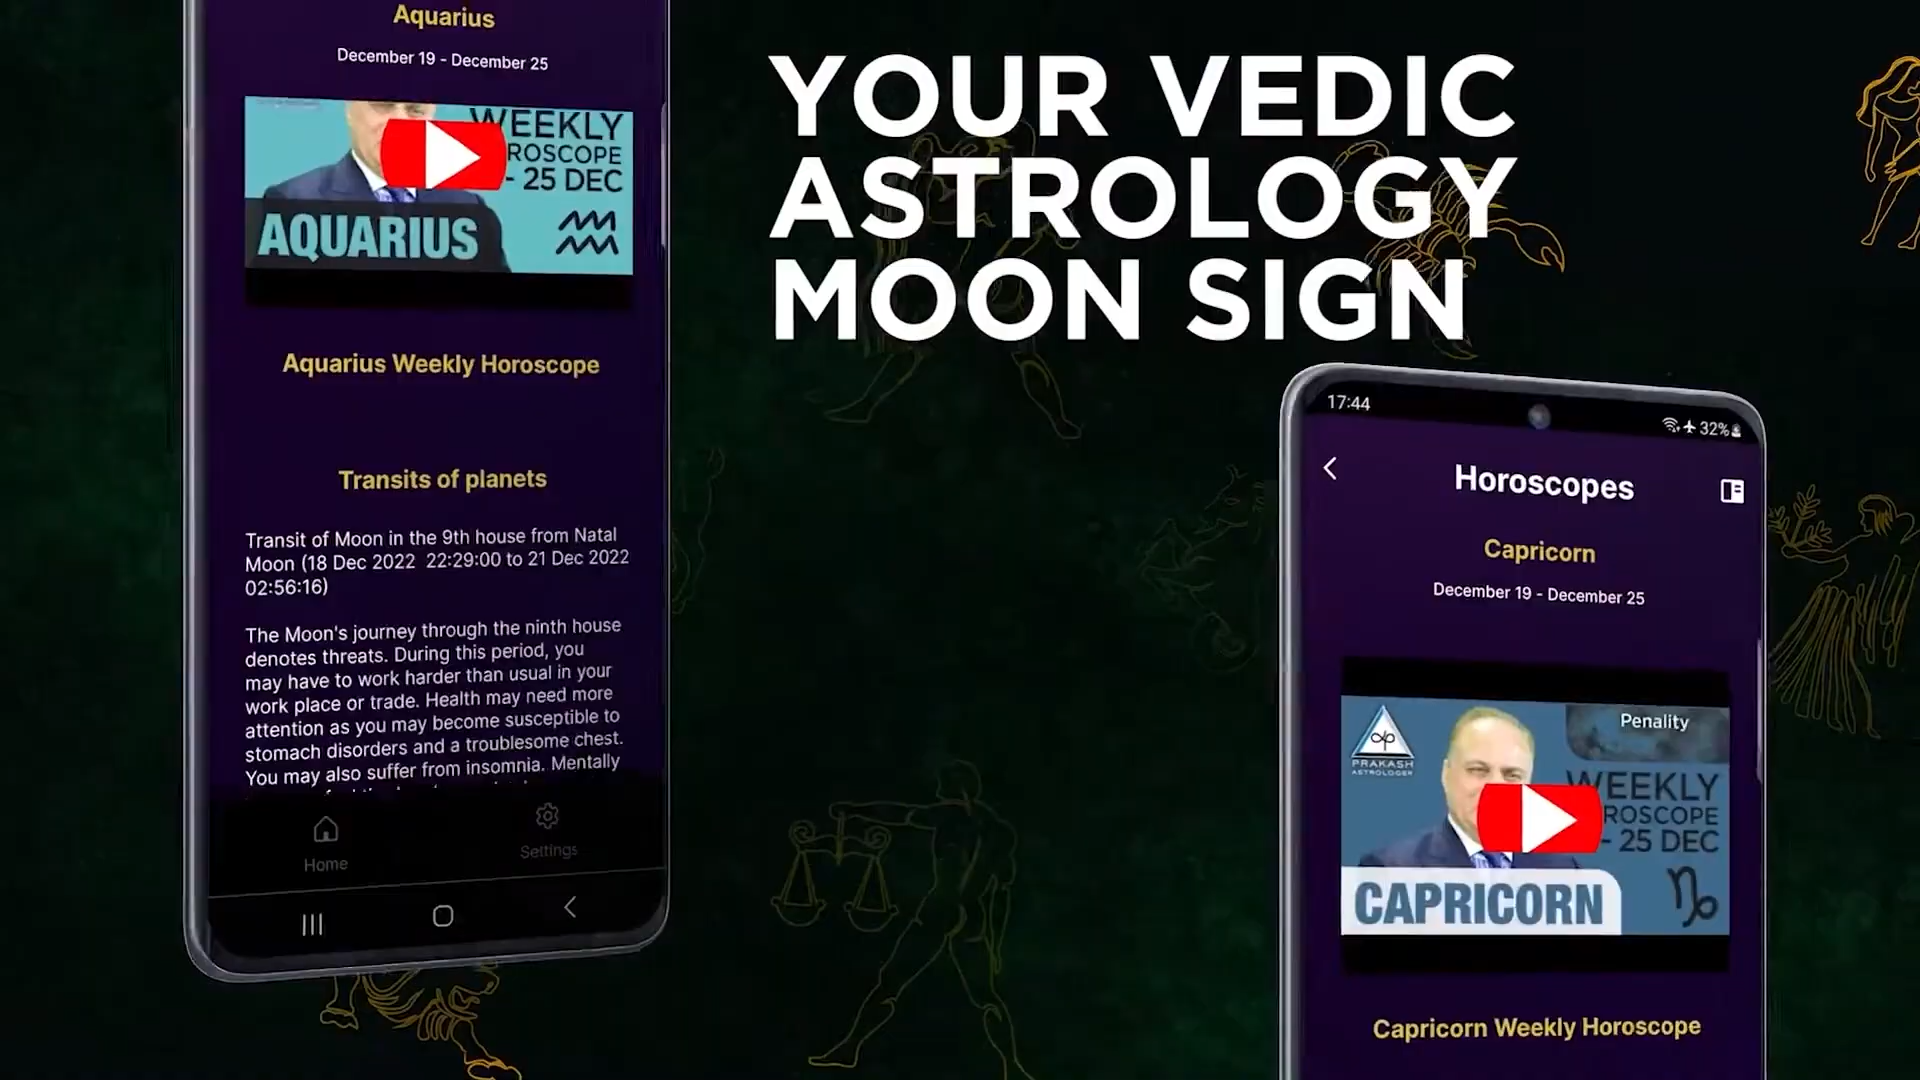 Aquarius
December 19 - December 25
WEEKLY
ROSCOPE
- 25 DEC
AQUARIUS
Aquarius Weekly Horoscope
Transits of planets
Transit of Moon in the 9th house from Natal
Moon (18 Dec 2022  22:29:00 to 21 Dec 2022
02:56:16)
The Moon's journey through the ninth house
denotes threats. During this period, you
may have to work harder than usual in your
work place or trade. Health may need more
attention as you may become susceptible to
stomach disorders and a troublesome chest.
You may also suffer from insomnia. Mentally
Home
Settings
YOUR VEDIC
ASTROLOGY
MOON SIGN
17:44
32%
Horoscopes
Capricorn
December 19 - December 25
PRAKASH
ASTROLOGER
Penality
WEEKLY
ROSCOPE
- 25 DEC
CAPRICORN
Capricorn Weekly Horoscope